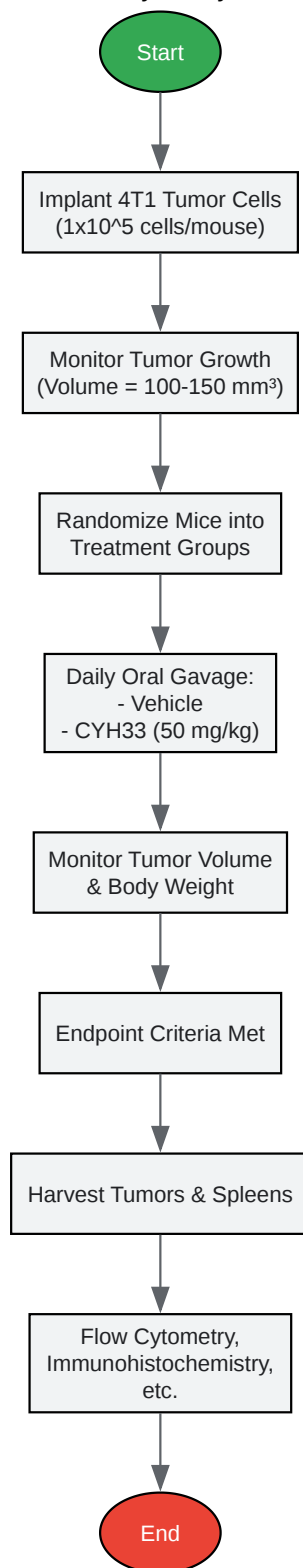 Start
Implant 4T1 Tumor Cells
(1x10^5 cells/mouse)
Monitor Tumor Growth
(Volume = 100-150 mm³)
Randomize Mice into
Treatment Groups
Daily Oral Gavage:
- Vehicle
- CYH33 (50 mg/kg)
Monitor Tumor Volume
& Body Weight
Endpoint Criteria Met
Harvest Tumors & Spleens
Flow Cytometry,
Immunohistochemistry,
etc.
End